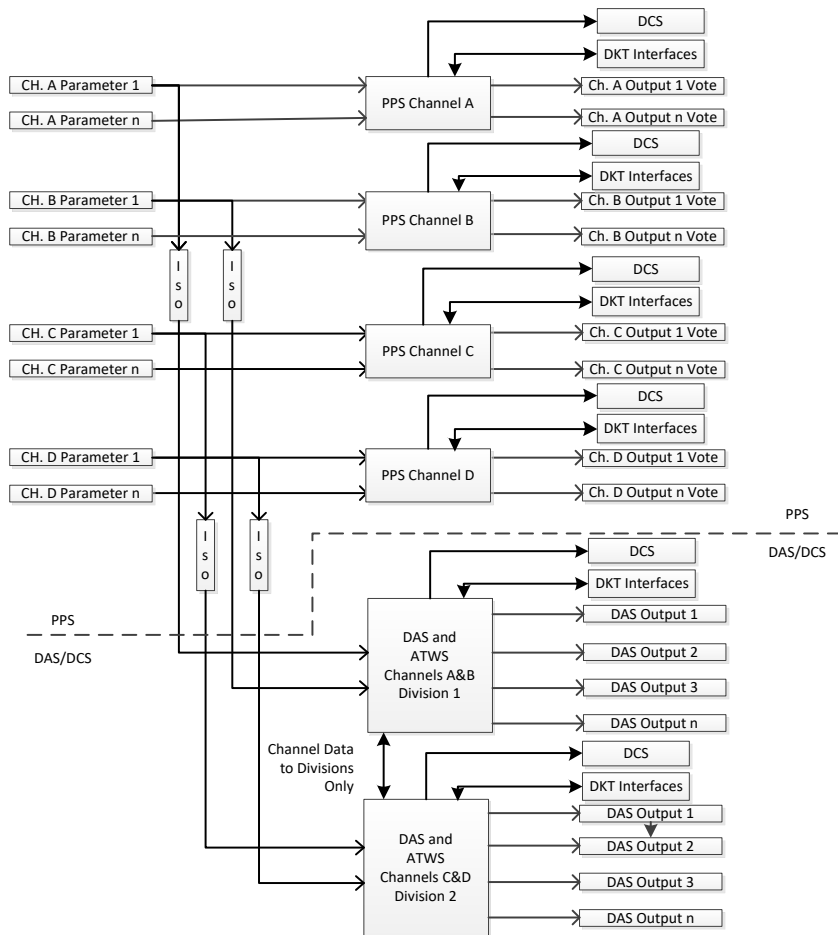 DCS
DKT Interfaces
CH. A Parameter 1
PPS Channel A
Ch. A Output 1 Vote
CH. A Parameter n
Ch. A Output n Vote
DCS
DKT Interfaces
CH. B Parameter 1
PPS Channel B
Ch. B Output 1 Vote
CH. B Parameter n
Ch. B Output n Vote
I
s
o
I
s
o
DCS
DKT Interfaces
CH. C Parameter 1
PPS Channel C
Ch. C Output 1 Vote
CH. C Parameter n
Ch. C Output n Vote
DCS
DKT Interfaces
CH. D Parameter 1
PPS Channel D
Ch. D Output 1 Vote
CH. D Parameter n
Ch. D Output n Vote
I
s
o
I
s
o
PPS
DAS/DCS
PPS
DAS/DCS
DCS
DKT Interfaces
DAS and
ATWS
Channels A&B
Division 1
DAS Output 1
DAS Output 2
DAS Output 3
DAS Output n
Channel Data
to Divisions
Only
DCS
DKT Interfaces
DAS and
ATWS
Channels C&D
Division 2
DAS Output 1
DAS Output 2
DAS Output 3
DAS Output n